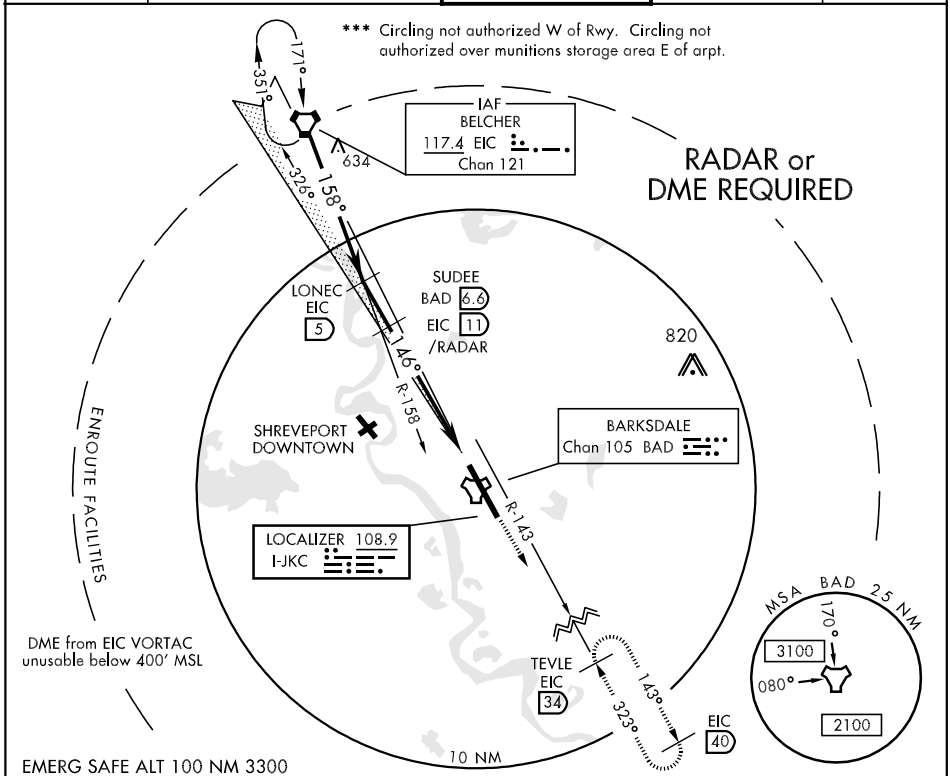 *** Circling not authorized W of Rwy. Circling not
authorized over munitions storage area E of arpt.
171°
351°
IAF
BELCHER
117.4 EIC
Chan 121
634
326°
158°
RADAR or
DME REQUIRED
LONEC
EIC
5
SUDEE
BAD 6.6
EIC 11
/RADAR
146°
R-158
820
ENROUTE FACILITIES
SHREVEPORT
DOWNTOWN
BARKSDALE
Chan 105 BAD
R-143
LOCALIZER 108.9
I-JKC
DME from EIC VORTAC
unusable below 400' MSL
TEVLE
EIC
34
143°
323°
EIC
40
MSA BAD 25 NM
170°
3100
080°
2100
10 NM
EMERG SAFE ALT 100 NM 3300